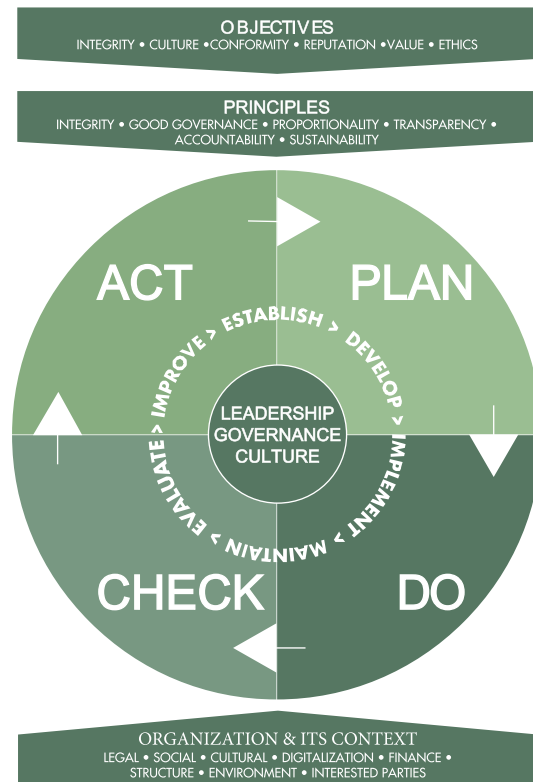 OBJECTIVES
INTEGRITY • CULTURE •CONFORMITY • REPUTATION •VALUE • ETHICS
PRINCIPLES
INTEGRITY • GOOD GOVERNANCE • PROPORTIONALITY • TRANSPARENCY •
ACCOUNTABILITY • SUSTAINABILITY
ACT
PLAN
ESTABLISH > DEVELOP > IMPLEMENT > MAINTAIN > EVALUATE > IMPROVE >
LEADERSHIP
GOVERNANCE
CULTURE
CHECK
DO
ORGANIZATION & ITS CONTEXT
LEGAL • SOCIAL • CULTURAL • DIGITALIZATION • FINANCE •
STRUCTURE • ENVIRONMENT • INTERESTED PARTIES